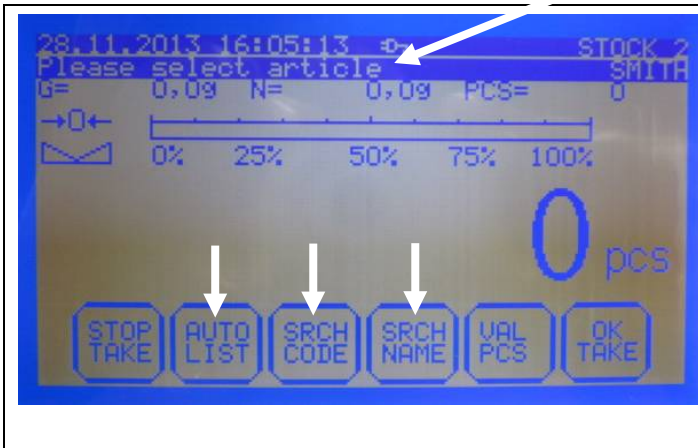 28.11.2013 16:05:13 STOCK 2
Please select article SMITH
G= 0,0g N= 0,0g PCS= 0
→0←
0% 25% 50% 75% 100%
0 pcs
STOP TAKE AUTO LIST SRCH CODE SRCH NAME VAL PCS OK TAKE